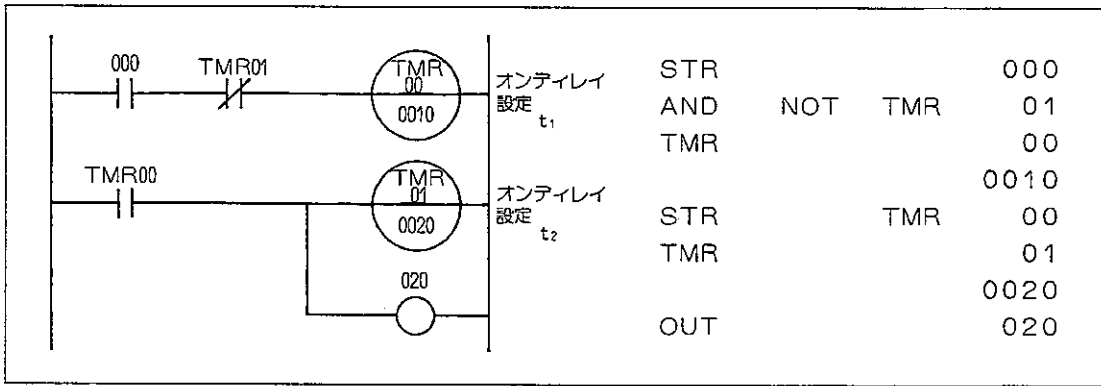 000 TMR01 TMR 00 0010 オンディレイ設定 t₁
TMR00 TMR 01 0020 オンディレイ設定 t₂
020
STR 000
AND NOT TMR 01
TMR 00
0010
STR TMR 00
TMR 01
0020
OUT 020